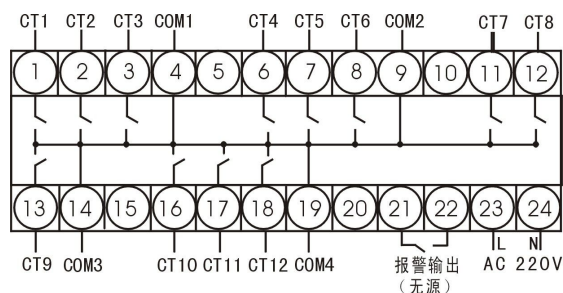 CT1 CT2 CT3 COM1 CT4 CT5 CT6 COM2 CT7 CT8
1 2 3 4 5 6 7 8 9 10 11 12
13 14 15 16 17 18 19 20 21 22 23 24
CT9 COM3 CT10 CT11 CT12 COM4 报警输出 L N
（无源） AC 220V